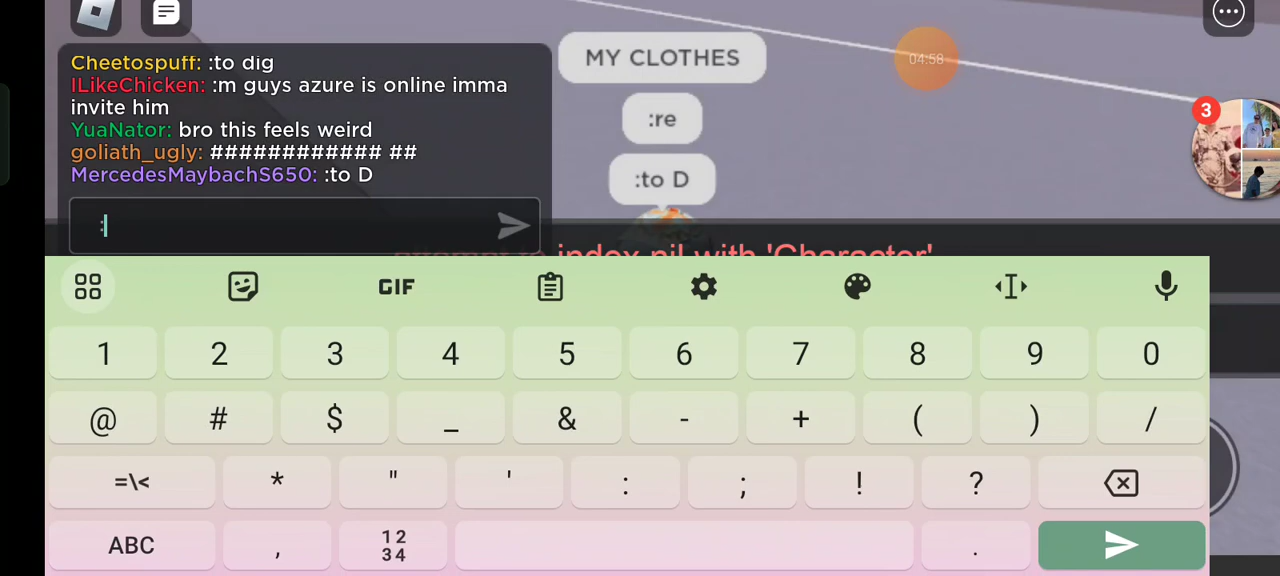 Cheetospuff: :to dig
ILikeChicken: :m guys azure is online imma
invite him
YuaNator: bro this feels weird
goliath_ugly: ############ ##
MercedesMaybachS650: :to D
:
MY CLOTHES
:re
:to D
04:58
3
index nil with 'Character'
GIF
1 2 3 4 5 6 7 8 9 0
@ # $ _ & - + ( ) /
=\< * " ' : ; ! ?
ABC , 12 34 .